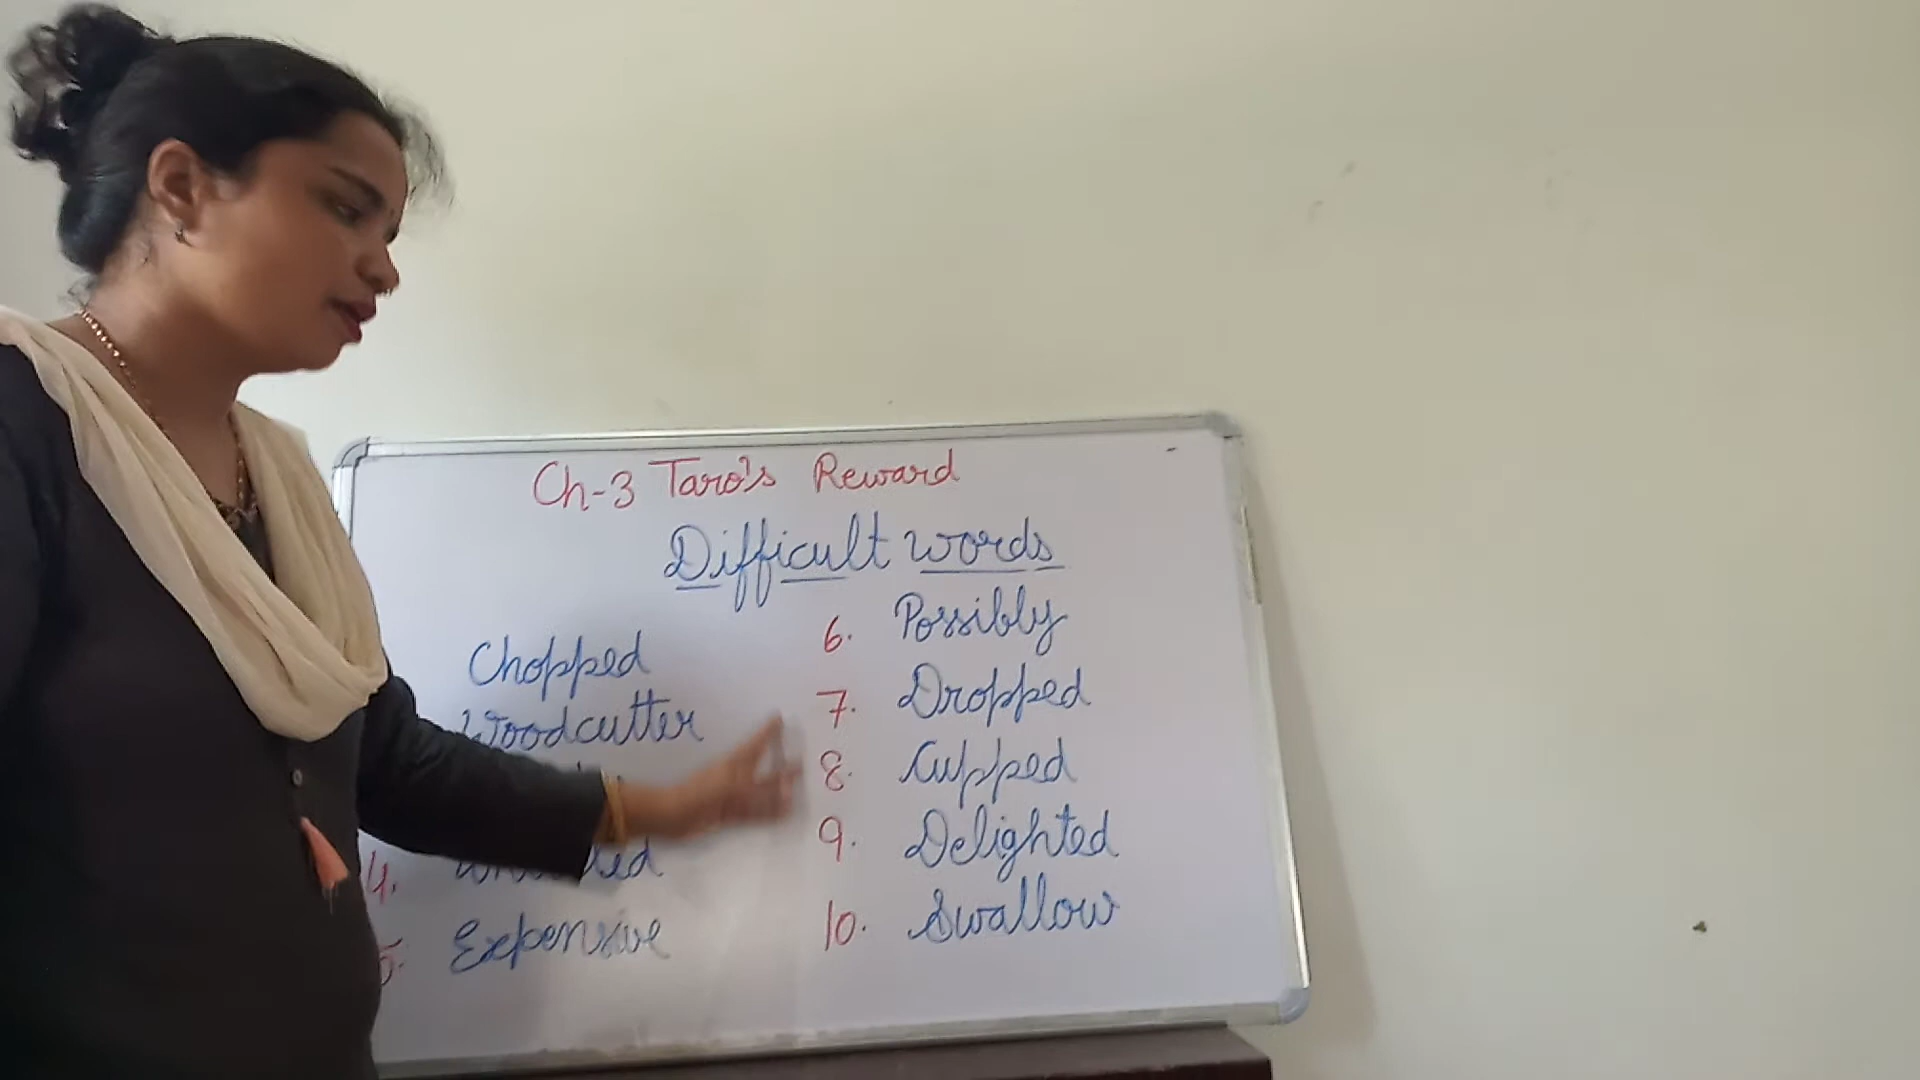 Ch-3 Taro's Reward
Difficult words
Chopped
Woodcutter
4.
5. Expensive
6. Possibly
7. Dropped
8. Cupped
9. Delighted
10. Swallow